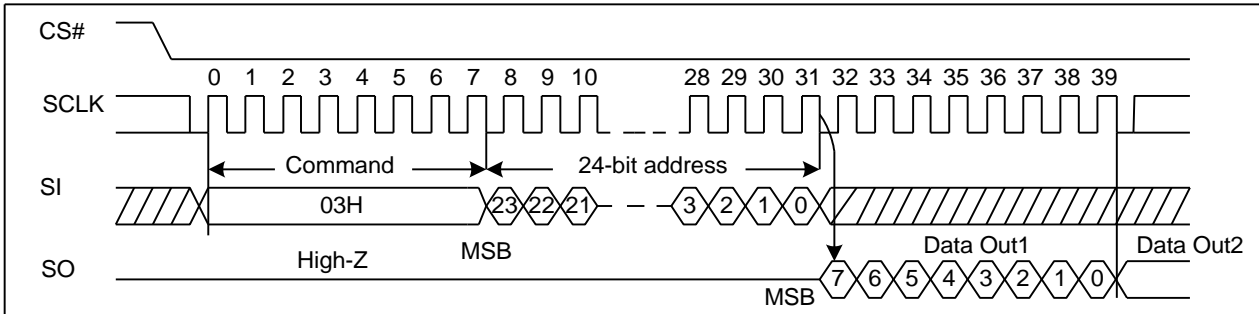 CS#
0 1 2 3 4 5 6 7 8 9 10 28 29 30 31 32 33 34 35 36 37 38 39
SCLK
Command 24-bit address
SI 03H 23 22 21 3 2 1 0
High-Z MSB Data Out1 Data Out2
SO MSB 7 6 5 4 3 2 1 0